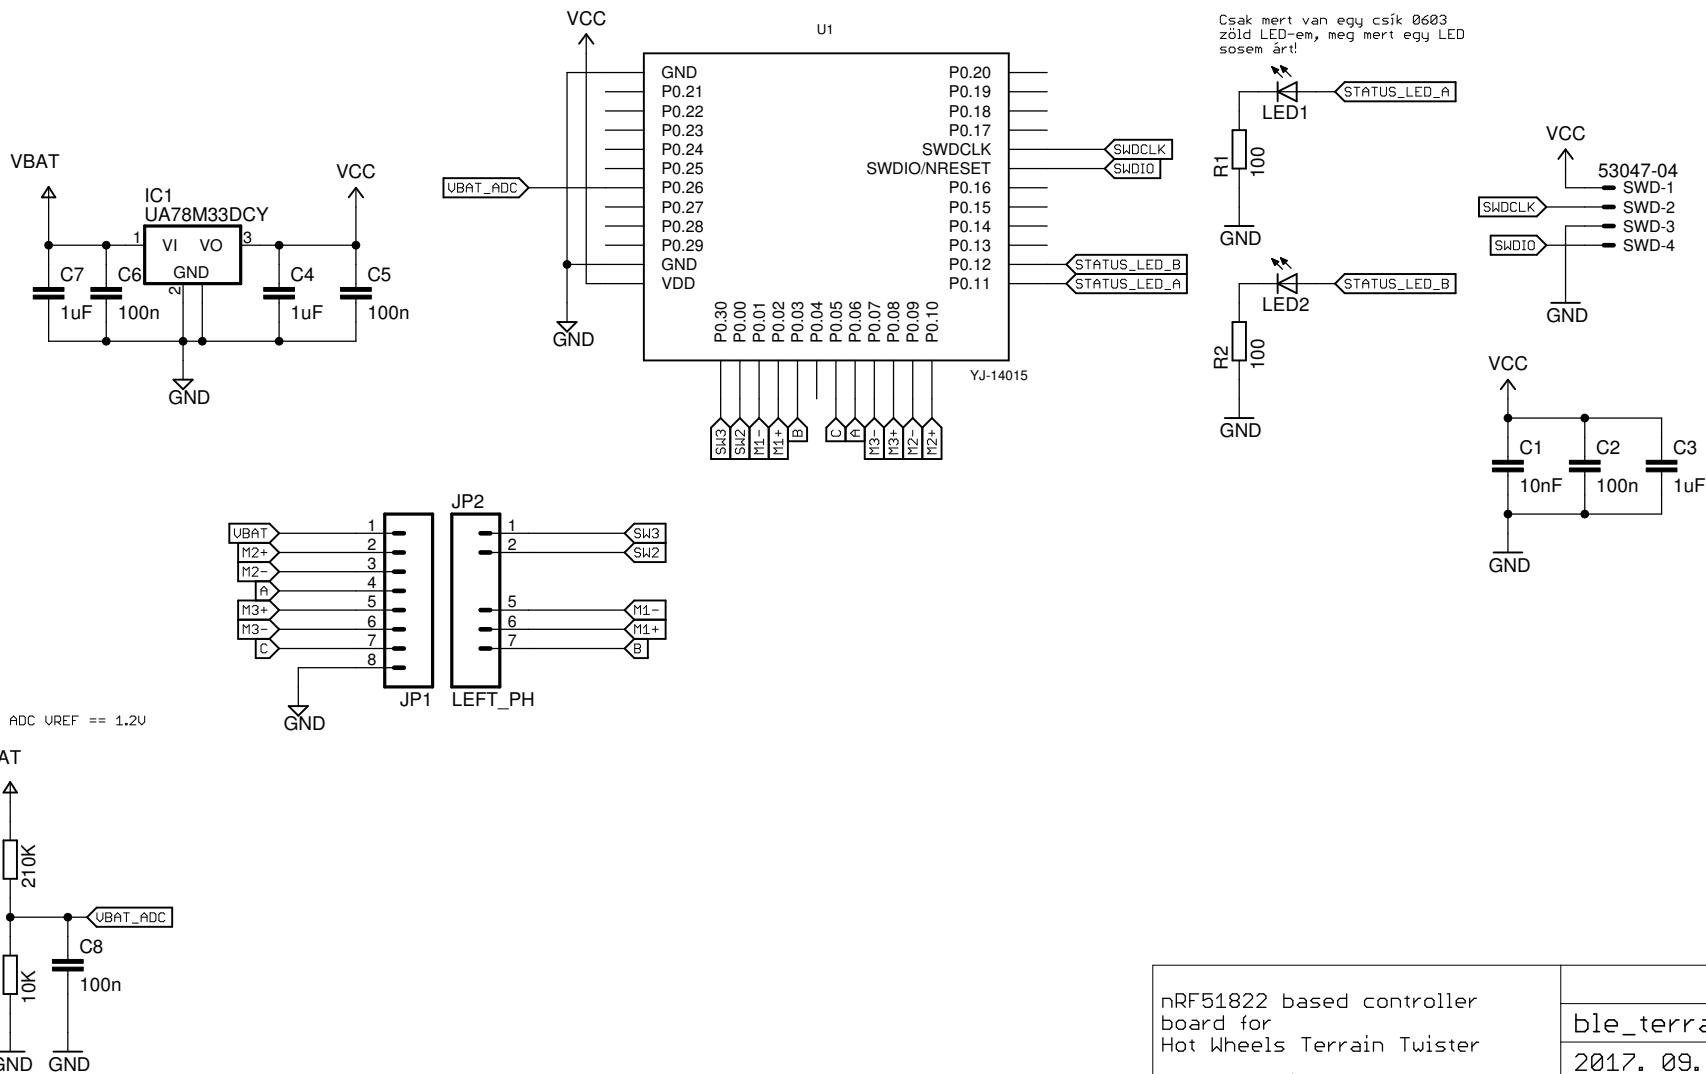 VCC
U1
Csak mert van egy csík 0603
zöld LED-em, meg mert egy LED
sosem árt!
GND
P0.21
P0.22
P0.23
P0.24
P0.25
P0.26
P0.27
P0.28
P0.29
GND
VDD
P0.20
P0.19
P0.18
P0.17
SWDCLK
SWDIO/NRESET
P0.16
P0.15
P0.14
P0.13
P0.12
P0.11
P0.30
P0.00
P0.01
P0.02
P0.03
P0.04
P0.05
P0.06
P0.07
P0.08
P0.09
P0.10
YJ-14015
VBAT_ADC
GND
SWDCLK
SWDIO
STATUS_LED_B
STATUS_LED_A
SW3
SW2
M1-
M1+
B
C
A
M3-
M3+
M2-
M2+
LED1
STATUS_LED_A
R1
100
GND
LED2
STATUS_LED_B
R2
100
GND
VCC
53047-04
SWD-1
SWD-2
SWD-3
SWD-4
SWDCLK
SWDIO
GND
VCC
C1
10nF
C2
100n
C3
1uF
GND
VBAT
VCC
IC1
UA78M33DCY
1
VI
VO
3
GND
2
C7
1uF
C6
100n
C4
1uF
C5
100n
GND
JP2
VBAT
1
M2+
2
M2-
3
A
4
M3+
5
M3-
6
C
7
8
GND
JP1
1
SW3
2
SW2
5
M1-
6
M1+
7
B
LEFT_PH
ADC VREF == 1.2V
AT
210K
VBAT_ADC
C8
100n
10K
GND
GND
nRF51822 based controller
board for
Hot Wheels Terrain Twister
ble_terra
2017. 09.